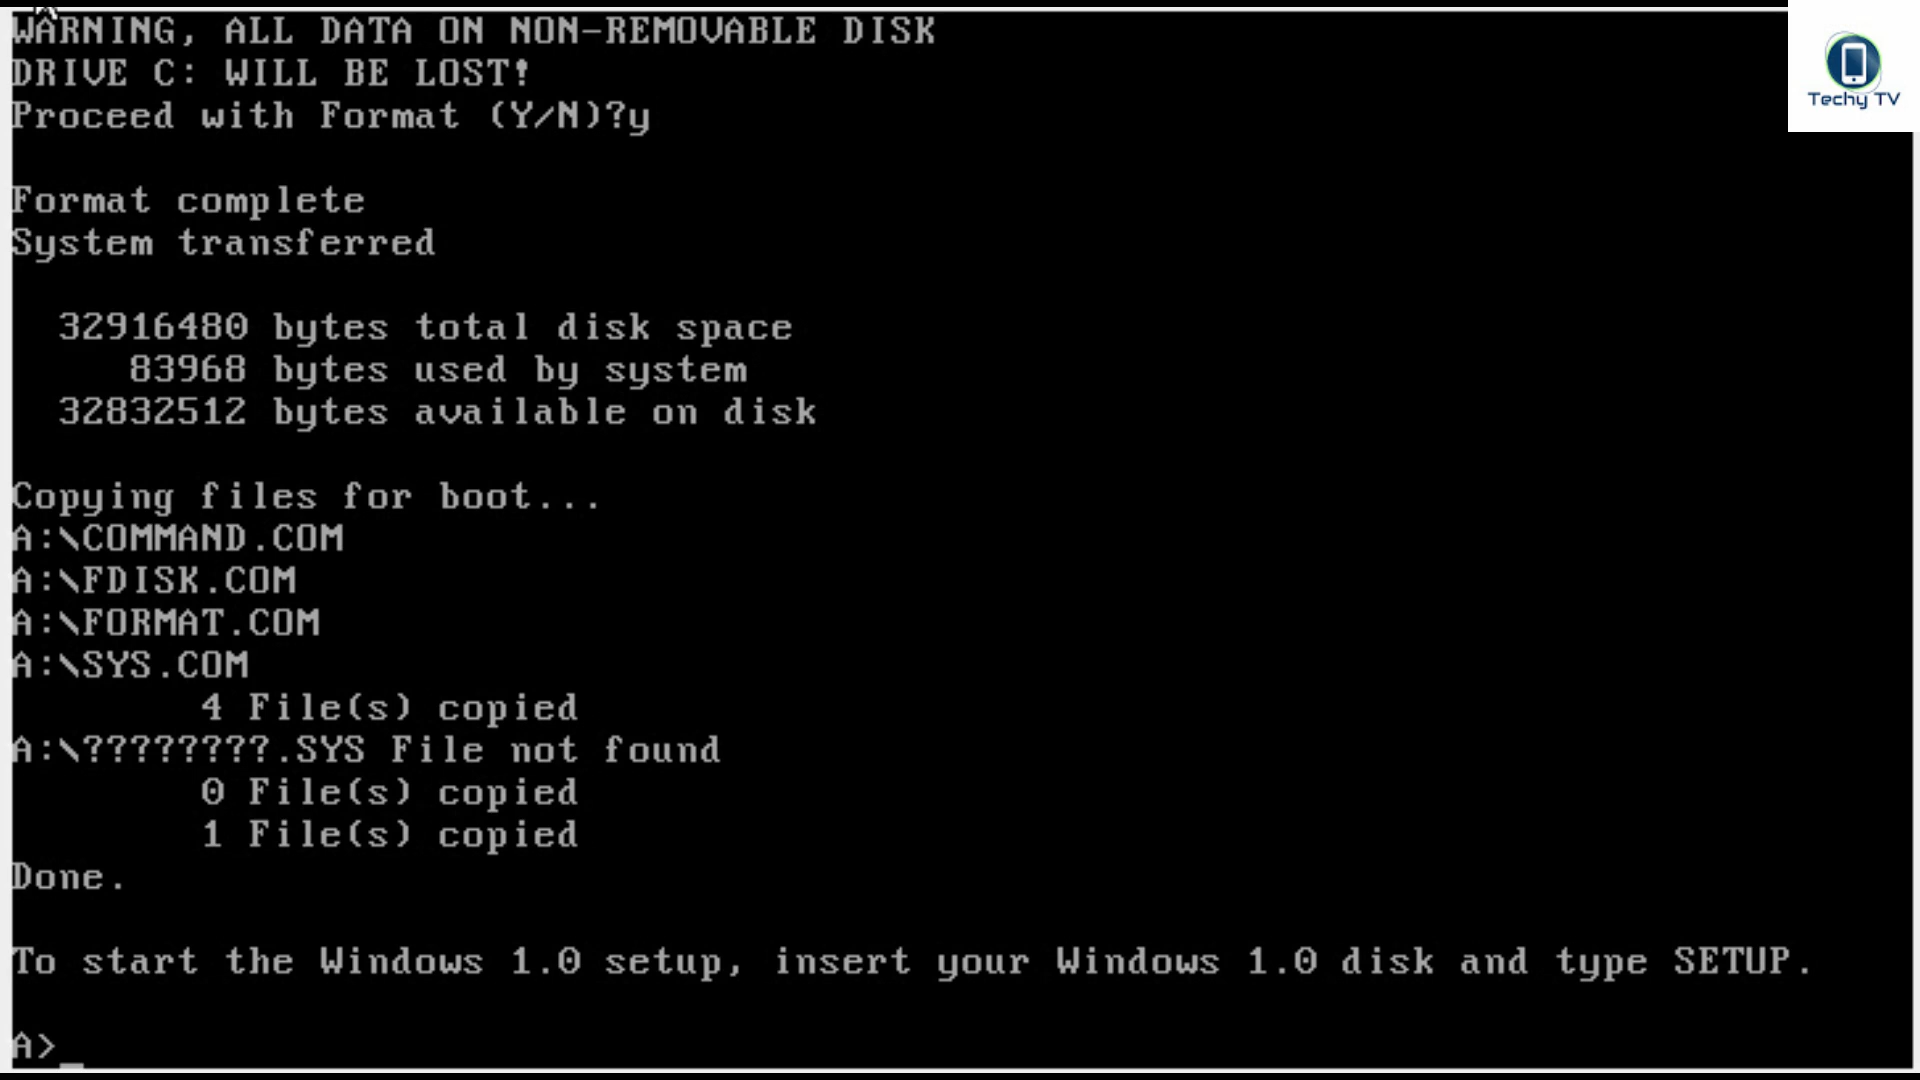 WARNING, ALL DATA ON NON-REMOVABLE DISK
DRIVE C: WILL BE LOST!
Proceed with Format (Y/N)?y
Techy TV
Format complete
System transferred
32916480 bytes total disk space
83968 bytes used by system
32832512 bytes available on disk
Copying files for boot...
A:\COMMAND.COM
A:\FDISK.COM
A:\FORMAT.COM
A:\SYS.COM
4 File(s) copied
A:\????????.SYS File not found
0 File(s) copied
1 File(s) copied
Done.
To start the Windows 1.0 setup, insert your Windows 1.0 disk and type SETUP.
A>_